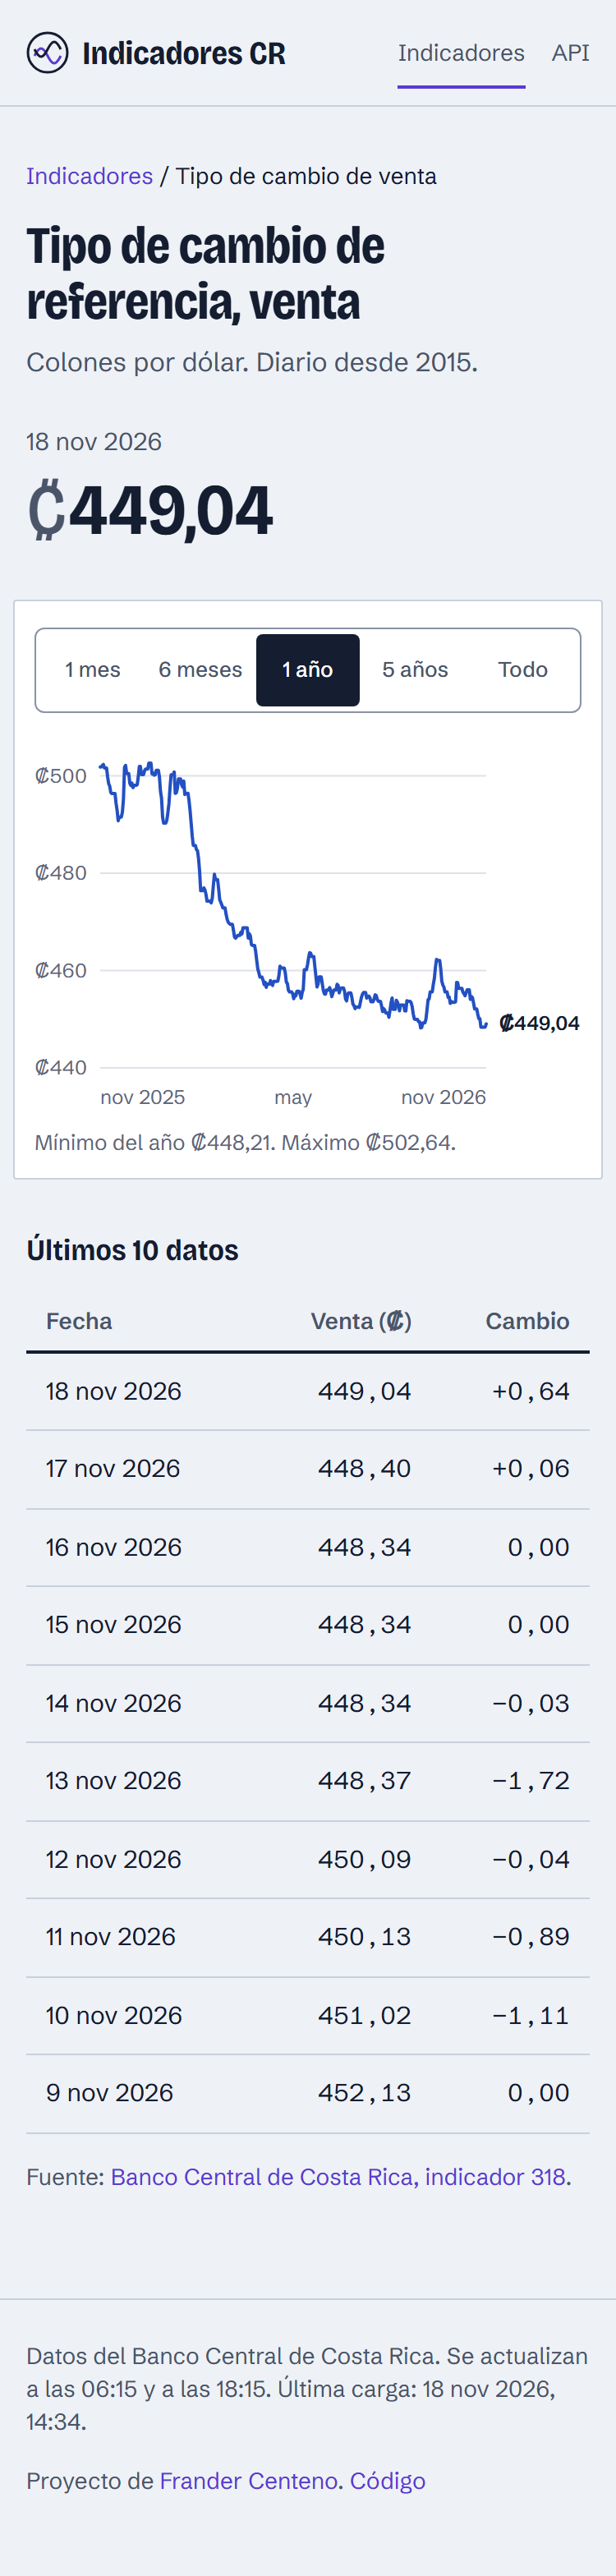 Indicadores CR
Indicadores API
Indicadores / Tipo de cambio de venta
Tipo de cambio de
referencia, venta
Colones por dólar. Diario desde 2015.
18 nov 2026
₡449,04
1 mes 6 meses 1 año 5 años Todo
₡500
₡480
₡460
₡449,04
₡440
nov 2025 may nov 2026
Mínimo del año ₡448,21. Máximo ₡502,64.
Últimos 10 datos
Fecha Venta (₡) Cambio
18 nov 2026 449,04 +0,64
17 nov 2026 448,40 +0,06
16 nov 2026 448,34 0,00
15 nov 2026 448,34 0,00
14 nov 2026 448,34 −0,03
13 nov 2026 448,37 −1,72
12 nov 2026 450,09 −0,04
11 nov 2026 450,13 −0,89
10 nov 2026 451,02 −1,11
9 nov 2026 452,13 0,00
Fuente: Banco Central de Costa Rica, indicador 318.
Datos del Banco Central de Costa Rica. Se actualizan
a las 06:15 y a las 18:15. Última carga: 18 nov 2026,
14:34.
Proyecto de Frander Centeno. Código